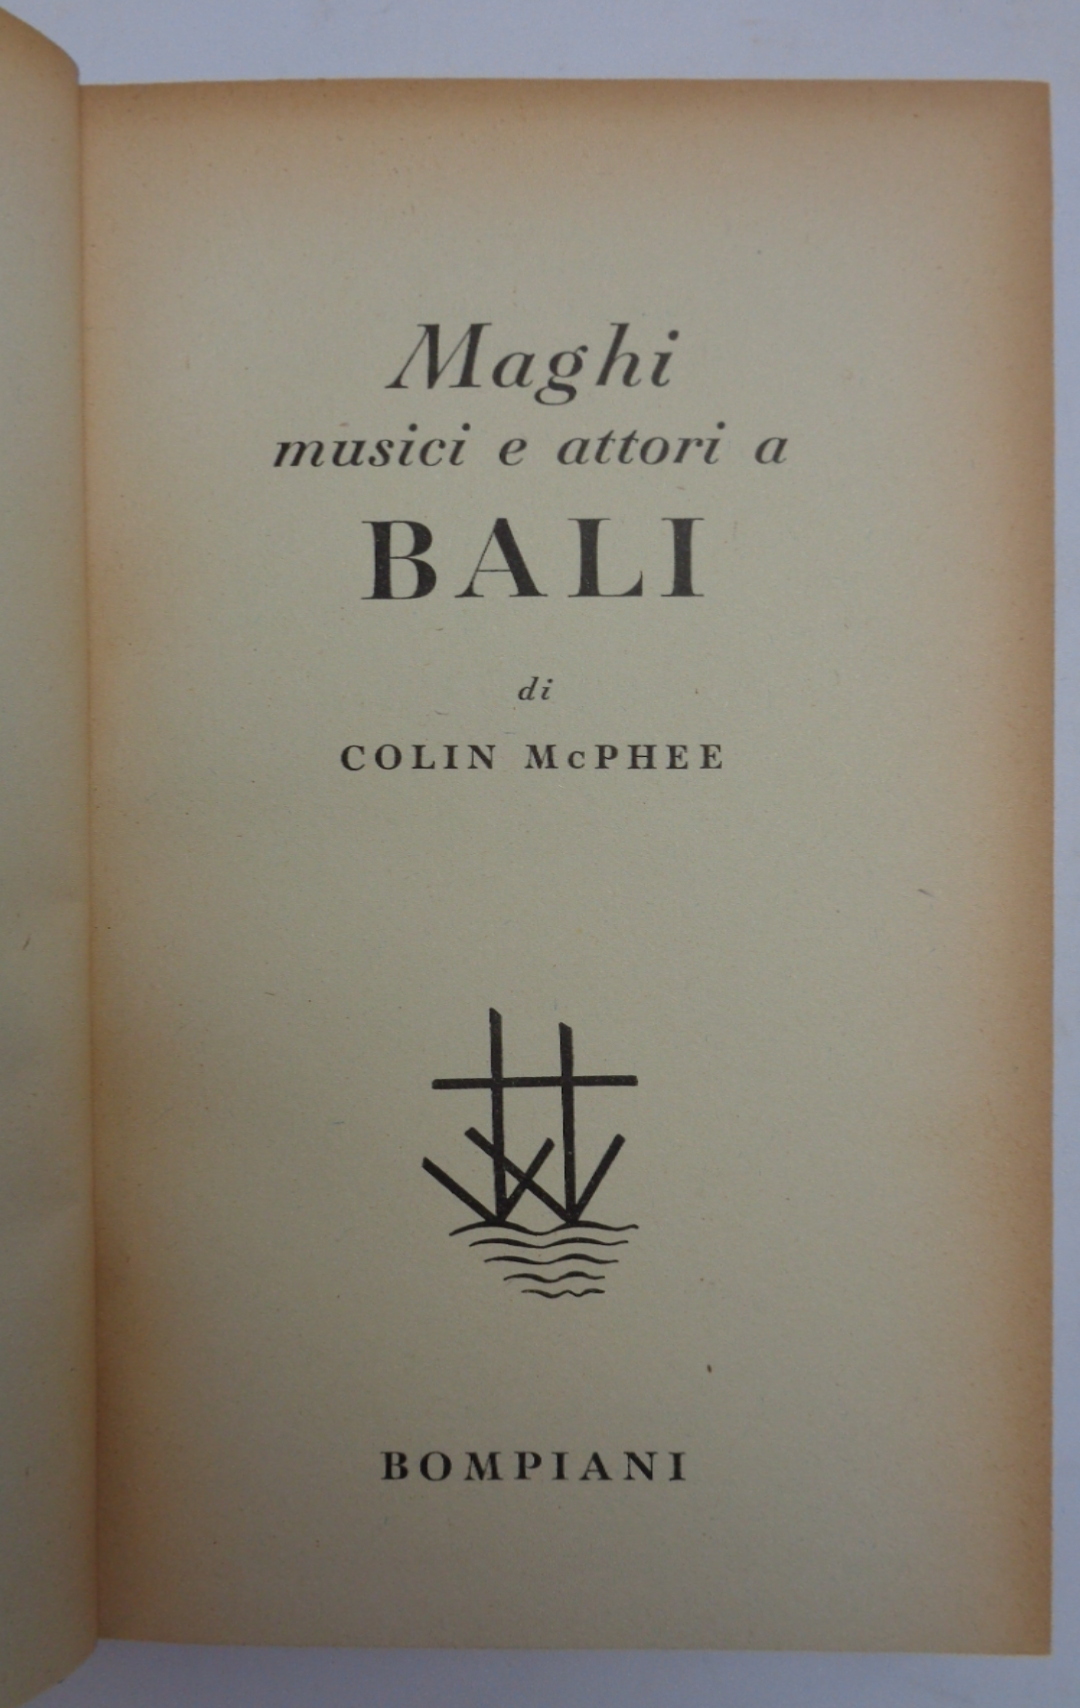 Maghi
musici e attori a
BALI
di
COLIN McPHEE
BOMPIANI